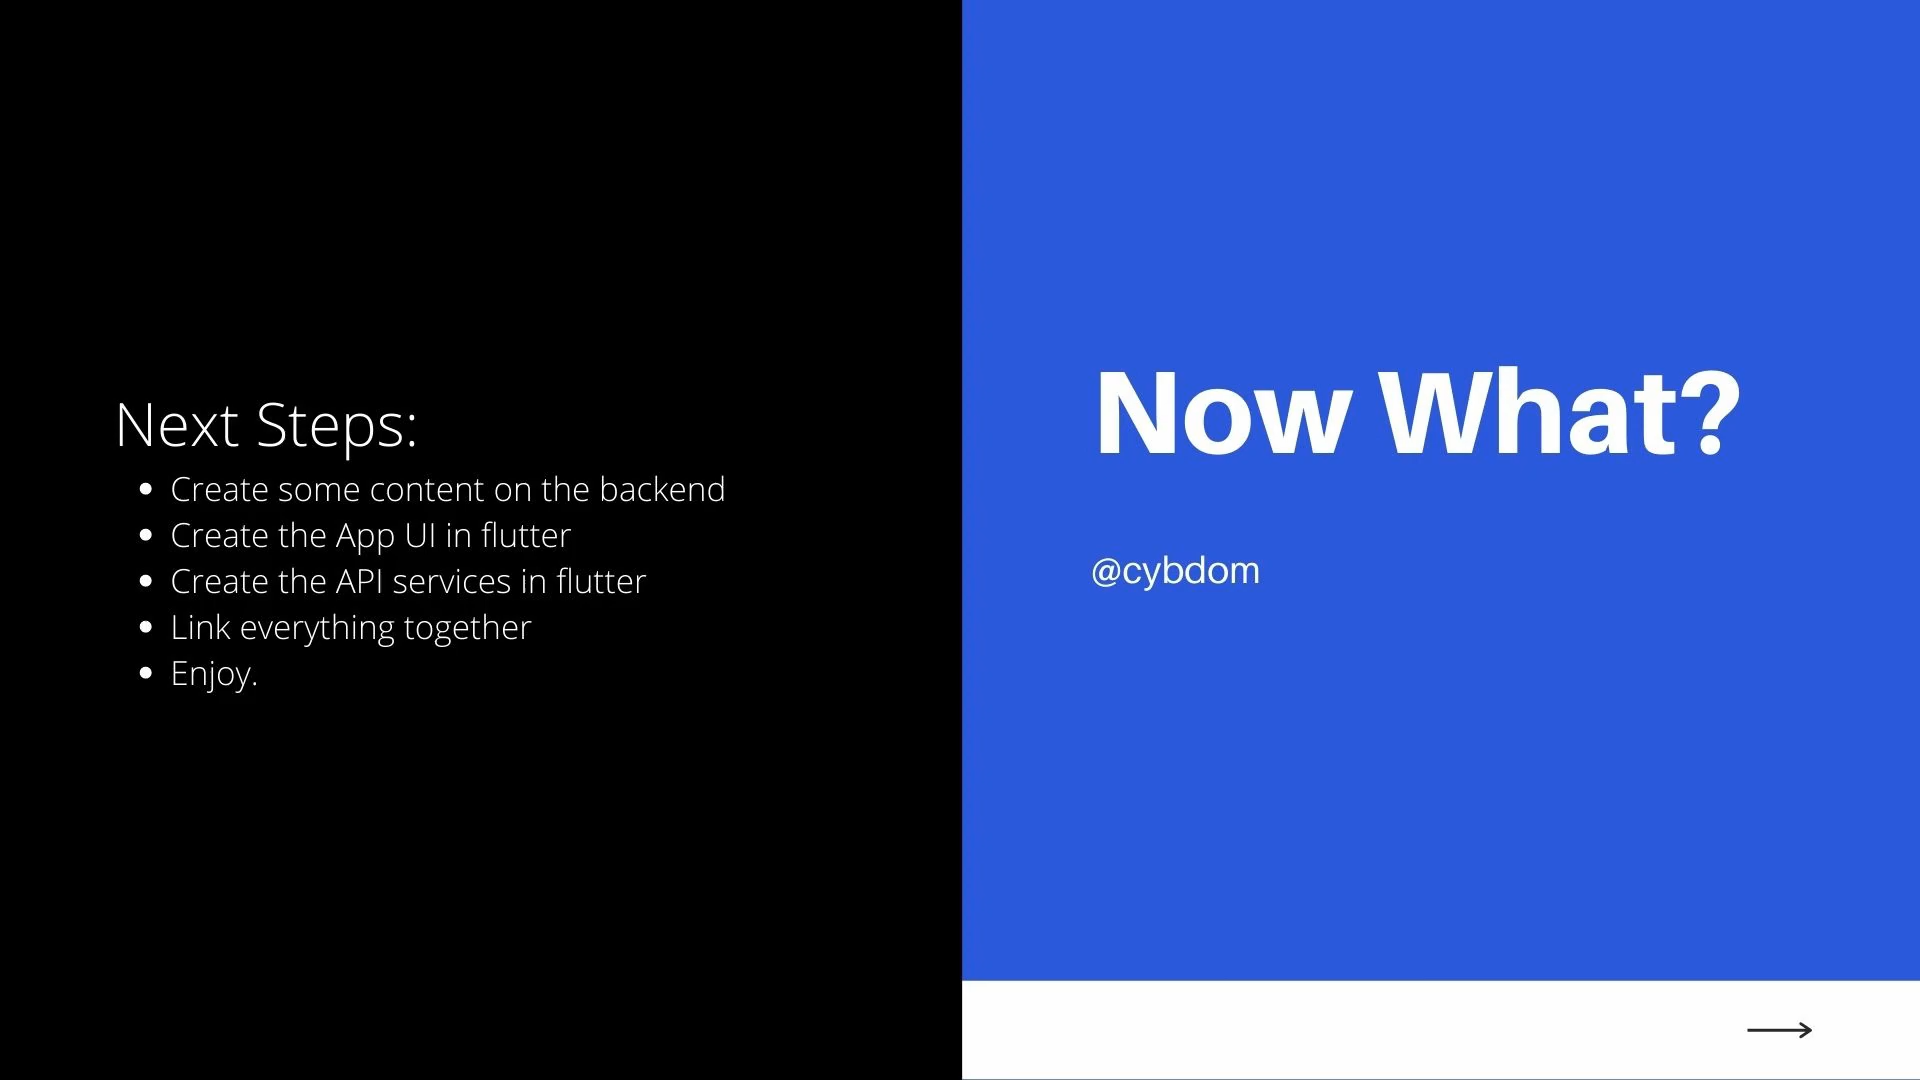 Next Steps:
Create some content on the backend
Create the App UI in flutter
Create the API services in flutter
Link everything together
Enjoy.
Now What?
@cybdom